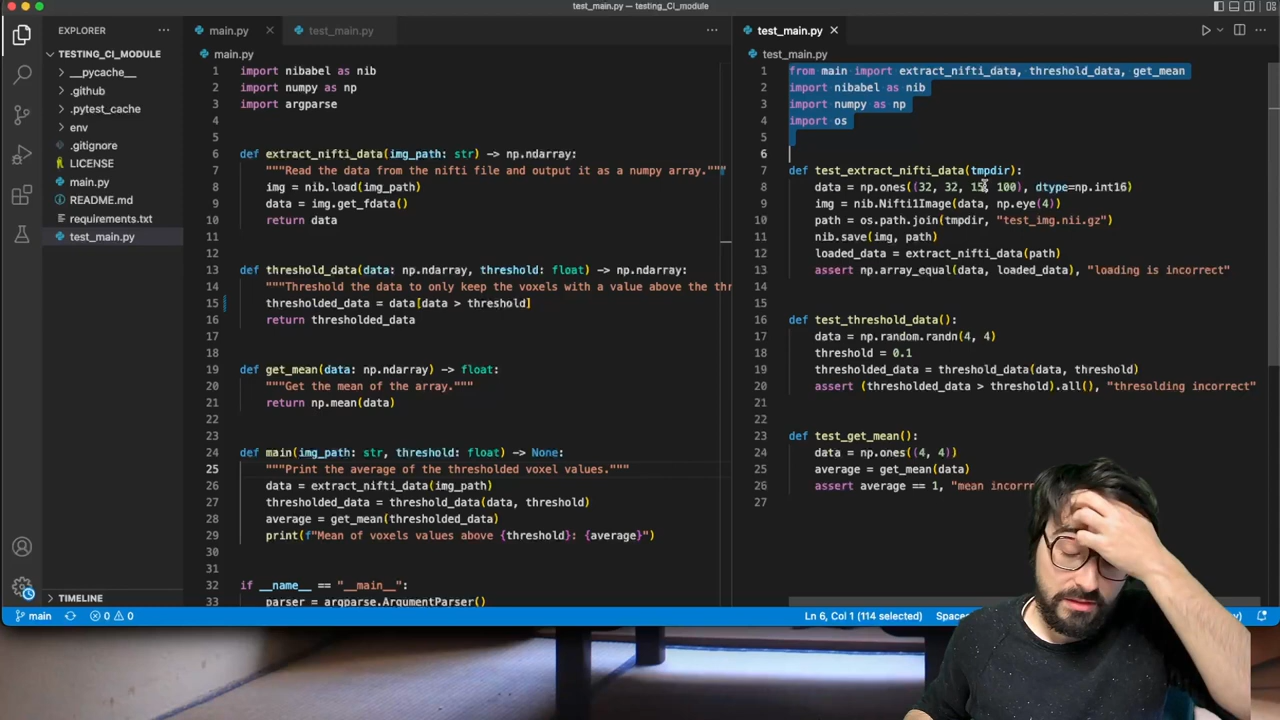 test_main.py — testing_CI_module
EXPLORER
TESTING_CI_MODULE
__pycache__
.github
.pytest_cache
env
.gitignore
LICENSE
main.py
README.md
requirements.txt
test_main.py
TIMELINE
main.py
test_main.py
main.py
1 import nibabel as nib
2 import numpy as np
3 import argparse
4
5
6 def extract_nifti_data(img_path: str) -> np.ndarray:
7 """Read the data from the nifti file and output it as a numpy array."""
8 img = nib.load(img_path)
9 data = img.get_fdata()
10 return data
11
12
13 def threshold_data(data: np.ndarray, threshold: float) -> np.ndarray:
14 """Threshold the data to only keep the voxels with a value above the thr
15 thresholded_data = data[data > threshold]
16 return thresholded_data
17
18
19 def get_mean(data: np.ndarray) -> float:
20 """Get the mean of the array."""
21 return np.mean(data)
22
23
24 def main(img_path: str, threshold: float) -> None:
25 """Print the average of the thresholded voxel values."""
26 data = extract_nifti_data(img_path)
27 thresholded_data = threshold_data(data, threshold)
28 average = get_mean(thresholded_data)
29 print(f"Mean of voxels values above {threshold}: {average}")
30
31
32 if __name__ == "__main__":
33 parser = argparse.ArgumentParser()
test_main.py
test_main.py
1 from main import extract_nifti_data, threshold_data, get_mean
2 import nibabel as nib
3 import numpy as np
4 import os
5
6
7 def test_extract_nifti_data(tmpdir):
8 data = np.ones((32, 32, 15, 100), dtype=np.int16)
9 img = nib.Nifti1Image(data, np.eye(4))
10 path = os.path.join(tmpdir, "test_img.nii.gz")
11 nib.save(img, path)
12 loaded_data = extract_nifti_data(path)
13 assert np.array_equal(data, loaded_data), "loading is incorrect"
14
15
16 def test_threshold_data():
17 data = np.random.randn(4, 4)
18 threshold = 0.1
19 thresholded_data = threshold_data(data, threshold)
20 assert (thresholded_data > threshold).all(), "thresolding incorrect"
21
22
23 def test_get_mean():
24 data = np.ones((4, 4))
25 average = get_mean(data)
26 assert average == 1, "mean incorr
27
main 0 0 Ln 6, Col 1 (114 selected) Spaces